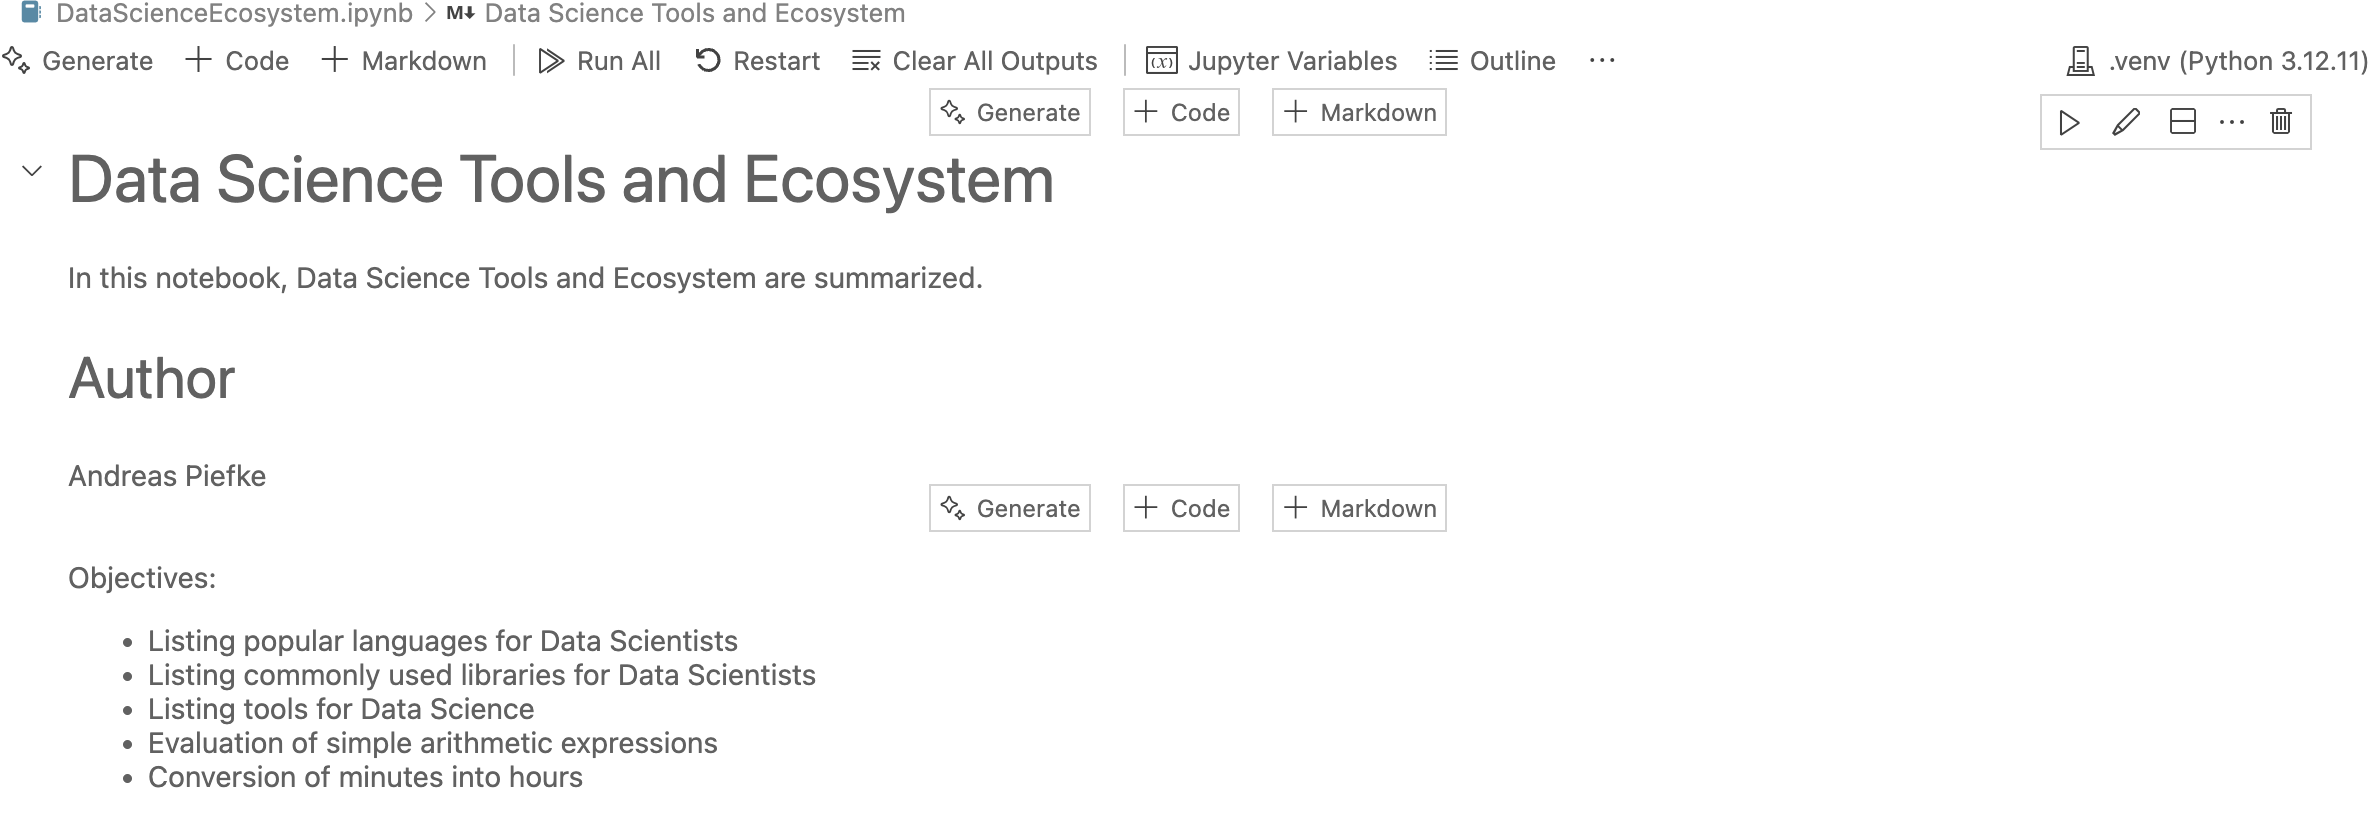 DataScienceEcosystem.ipynb > M↓ Data Science Tools and Ecosystem
Generate + Code + Markdown Run All Restart Clear All Outputs (x) Jupyter Variables Outline ... .venv (Python 3.12.11)
Generate + Code + Markdown ...
Data Science Tools and Ecosystem
In this notebook, Data Science Tools and Ecosystem are summarized.
Author
Andreas Piefke
Generate + Code + Markdown
Objectives:
• Listing popular languages for Data Scientists
• Listing commonly used libraries for Data Scientists
• Listing tools for Data Science
• Evaluation of simple arithmetic expressions
• Conversion of minutes into hours